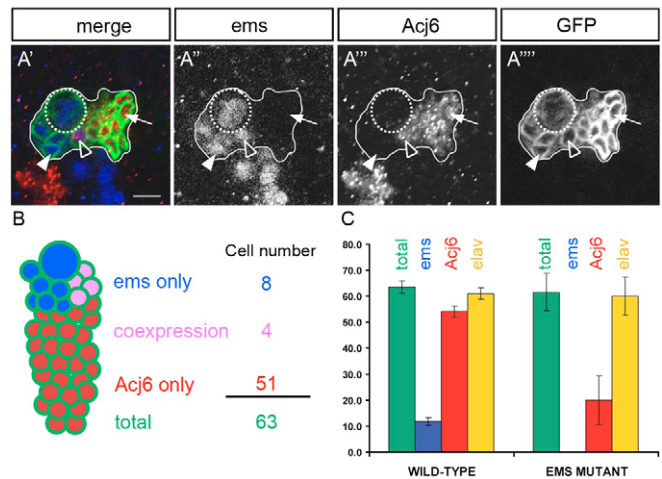 merge ems Acj6 GFP
A' A'' A''' A''''
B
Cell number
ems only 8
coexpression 4
Acj6 only 51
total 63
C
80.0
70.0
60.0
50.0
40.0
30.0
20.0
10.0
0.0
total ems Acj6 elav total ems Acj6 elav
WILD-TYPE EMS MUTANT